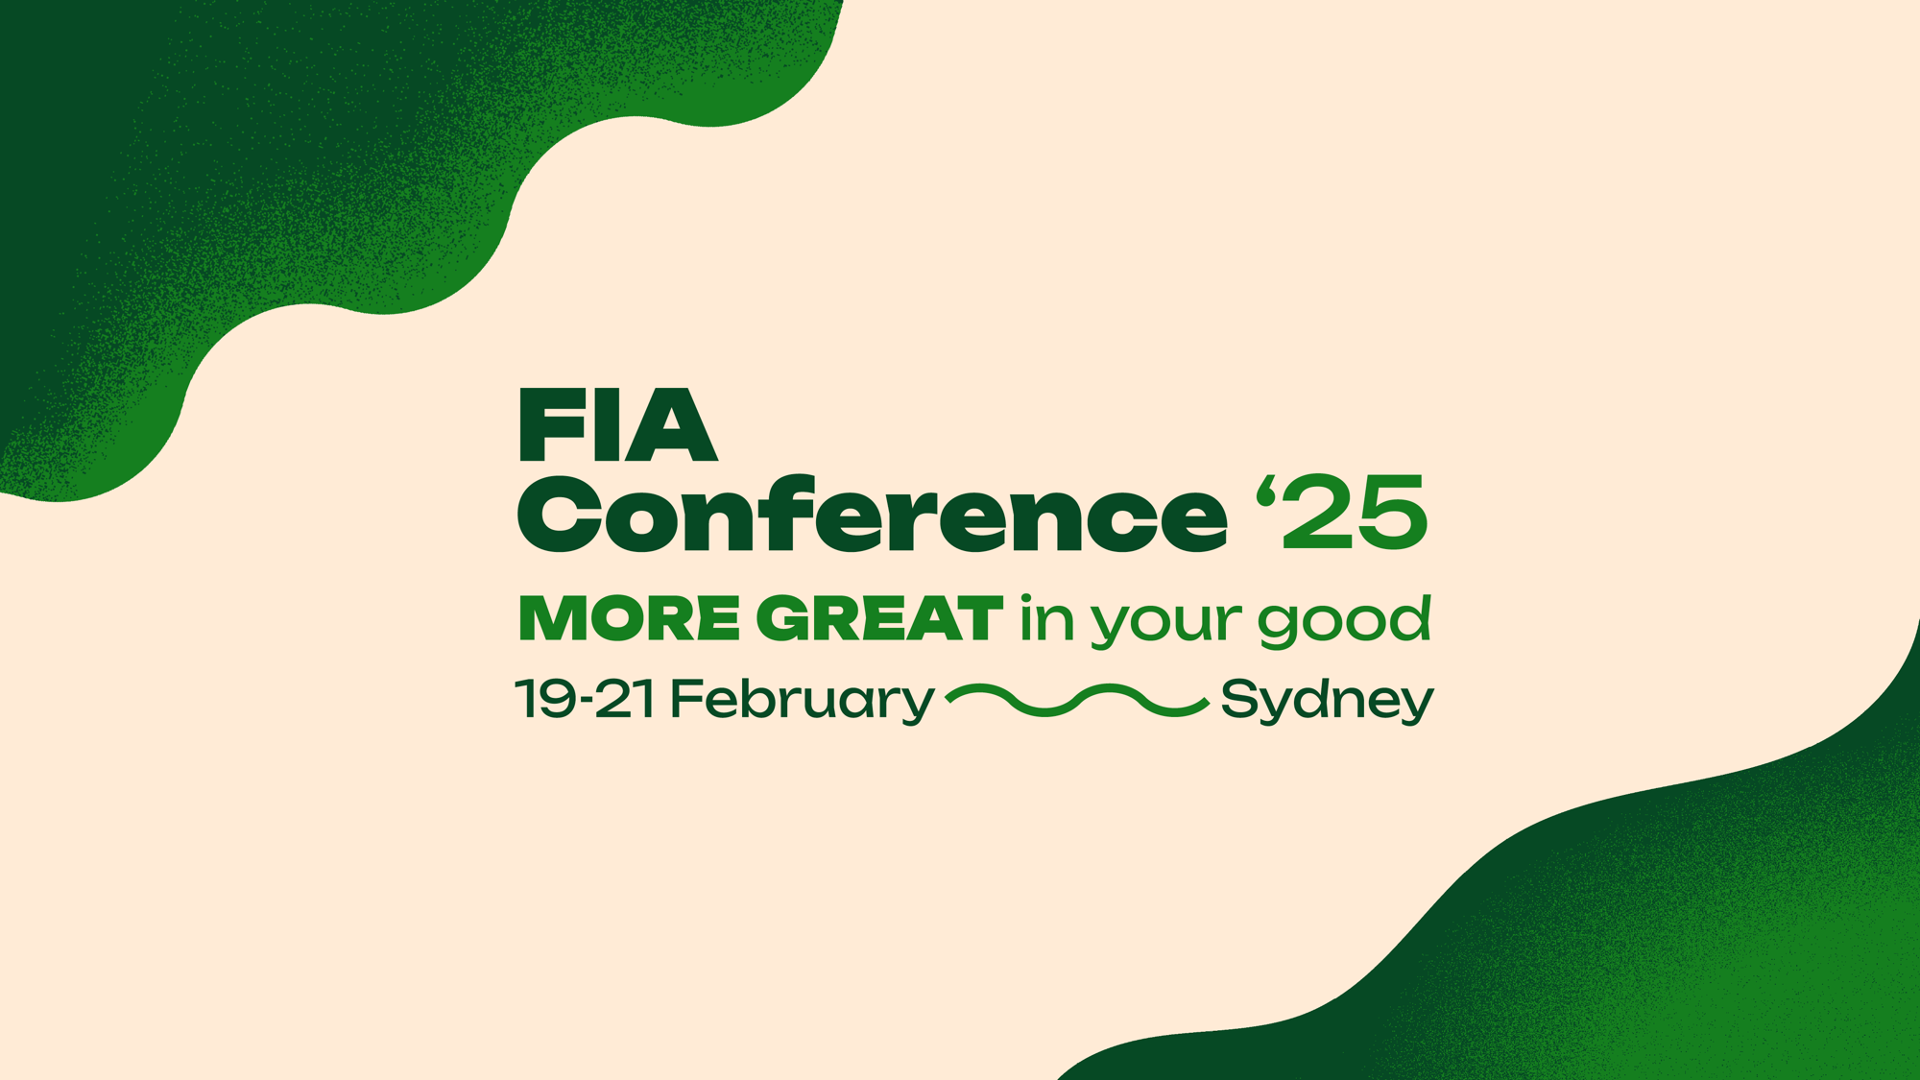 FIA
Conference ‘25
MORE GREAT in your good
19-21 February Sydney